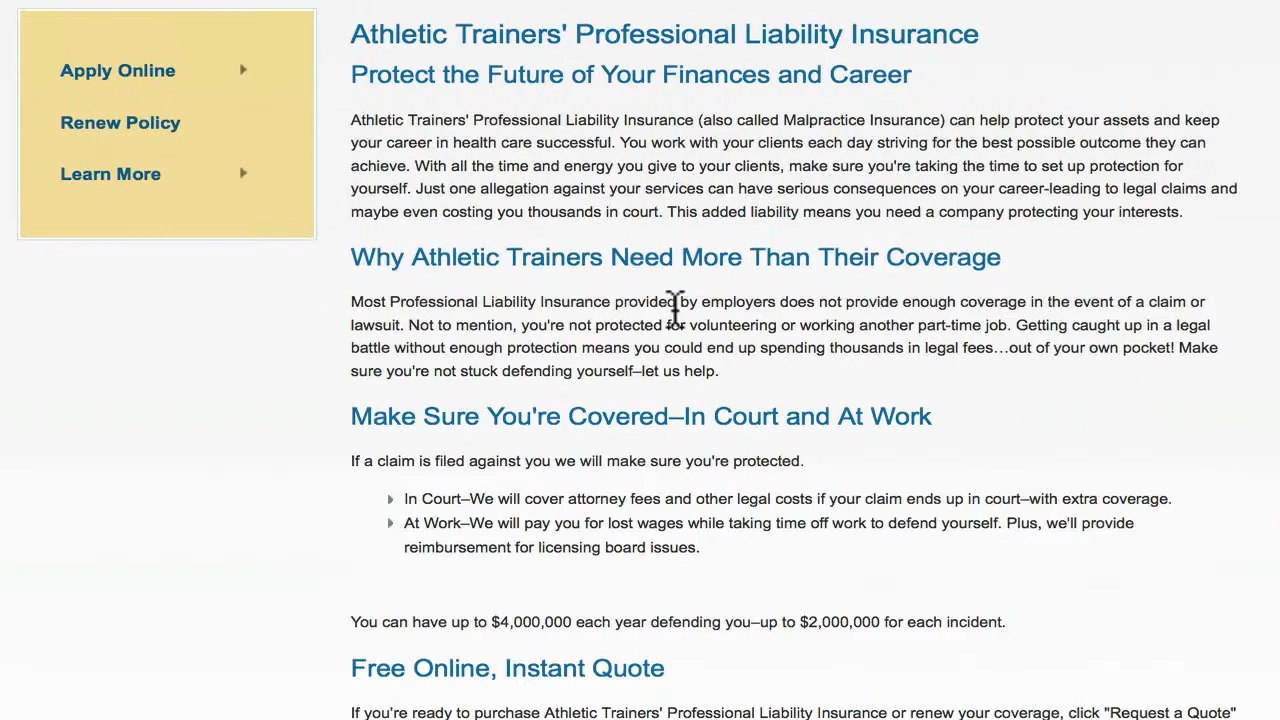 Apply Online
Renew Policy
Learn More
Athletic Trainers' Professional Liability Insurance
Protect the Future of Your Finances and Career
Athletic Trainers' Professional Liability Insurance (also called Malpractice Insurance) can help protect your assets and keep
your career in health care successful. You work with your clients each day striving for the best possible outcome they can
achieve. With all the time and energy you give to your clients, make sure you're taking the time to set up protection for
yourself. Just one allegation against your services can have serious consequences on your career-leading to legal claims and
maybe even costing you thousands in court. This added liability means you need a company protecting your interests.
Why Athletic Trainers Need More Than Their Coverage
Most Professional Liability Insurance provided by employers does not provide enough coverage in the event of a claim or
lawsuit. Not to mention, you're not protected for volunteering or working another part-time job. Getting caught up in a legal
battle without enough protection means you could end up spending thousands in legal fees…out of your own pocket! Make
sure you're not stuck defending yourself–let us help.
Make Sure You're Covered–In Court and At Work
If a claim is filed against you we will make sure you're protected.
In Court–We will cover attorney fees and other legal costs if your claim ends up in court–with extra coverage.
At Work–We will pay you for lost wages while taking time off work to defend yourself. Plus, we'll provide
reimbursement for licensing board issues.
You can have up to $4,000,000 each year defending you–up to $2,000,000 for each incident.
Free Online, Instant Quote
If you're ready to purchase Athletic Trainers' Professional Liability Insurance or renew your coverage, click "Request a Quote"